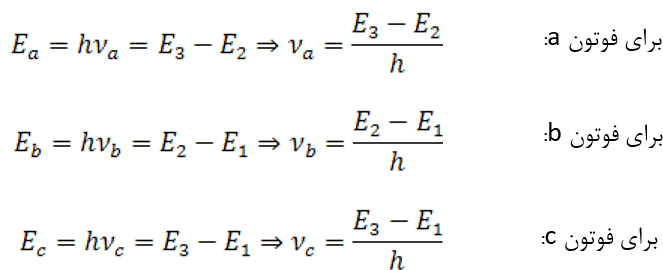 برای فوتون a: E_a = hν_a = E_3 − E_2 ⇒ ν_a = (E_3 − E_2)/h
برای فوتون b: E_b = hν_b = E_2 − E_1 ⇒ ν_b = (E_2 − E_1)/h
برای فوتون c: E_c = hν_c = E_3 − E_1 ⇒ ν_c = (E_3 − E_1)/h